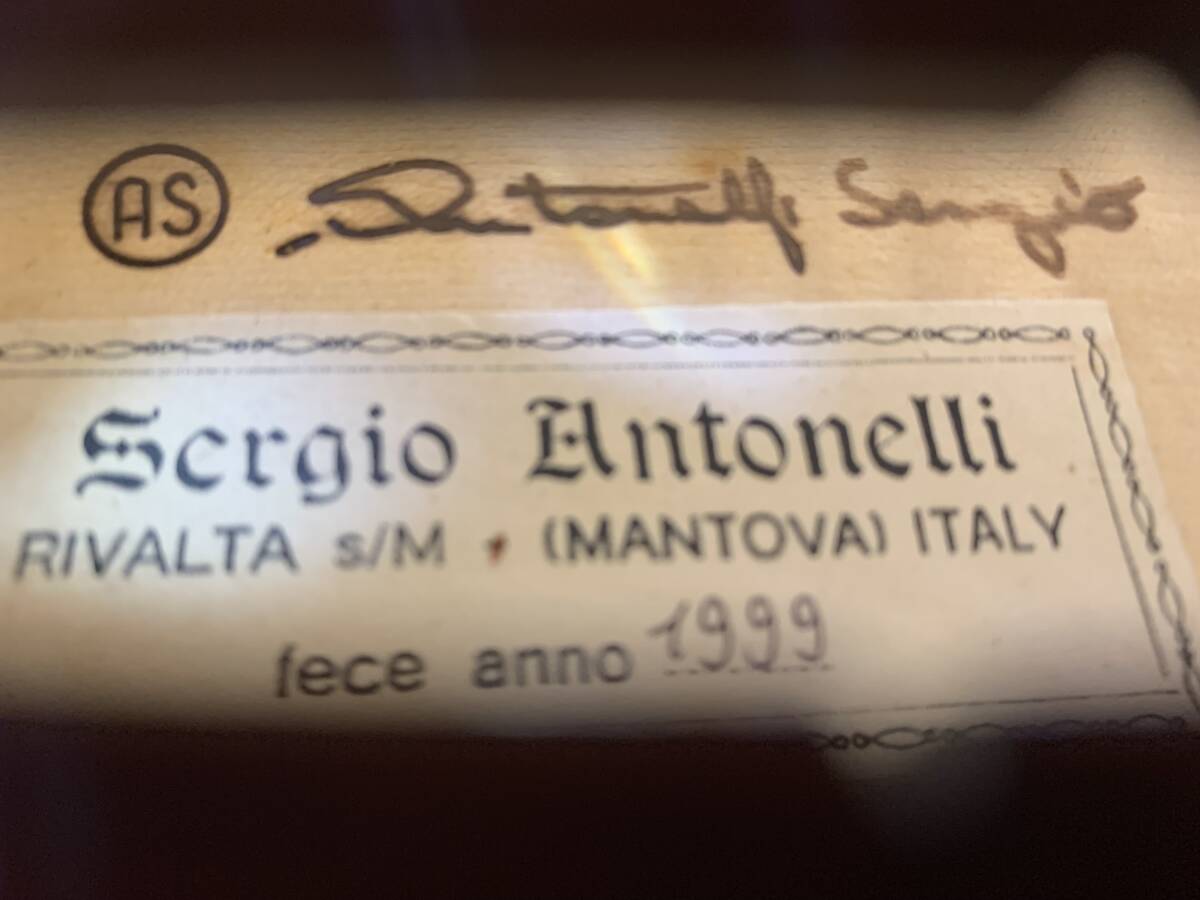 AS Antonelli Sergio
Sergio Antonelli
RIVALTA s/M • (MANTOVA) ITALY
fece anno 1999